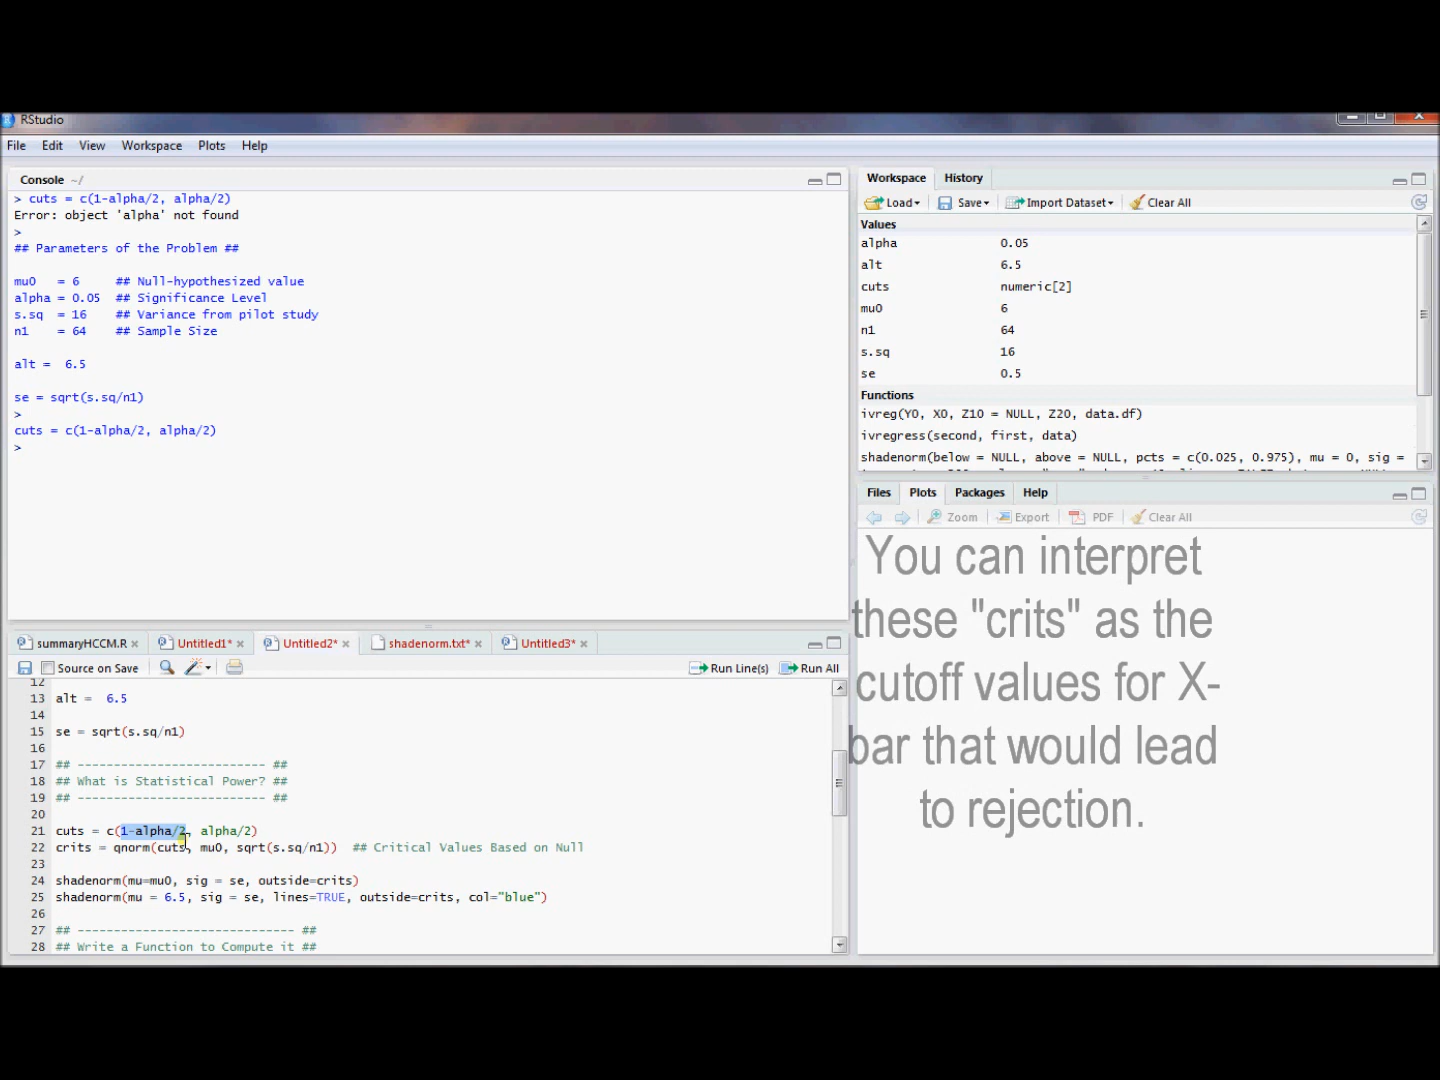 RStudio
File Edit View Workspace Plots Help
Console ~/
> cuts = c(1-alpha/2, alpha/2)
Error: object 'alpha' not found
>
## Parameters of the Problem ##
mu0 = 6 ## Null-hypothesized value
alpha = 0.05 ## Significance Level
s.sq = 16 ## Variance from pilot study
n1 = 64 ## Sample Size
alt = 6.5
se = sqrt(s.sq/n1)
>
cuts = c(1-alpha/2, alpha/2)
>
Workspace History
Load Save Import Dataset Clear All
Values
alpha 0.05
alt 6.5
cuts numeric[2]
mu0 6
n1 64
s.sq 16
se 0.5
Functions
ivreg(Y0, X0, Z10 = NULL, Z20, data.df)
ivregress(second, first, data)
shadenorm(below = NULL, above = NULL, pcts = c(0.025, 0.975), mu = 0, sig =
Files Plots Packages Help
Zoom Export PDF Clear All
You can interpret
these "crits" as the
cutoff values for X-
bar that would lead
to rejection.
summaryHCCM.R Untitled1* Untitled2* shadenorm.txt* Untitled3*
Source on Save Run Line(s) Run All
12
13 alt = 6.5
14
15 se = sqrt(s.sq/n1)
16
17 ## -------------------------- ##
18 ## What is Statistical Power? ##
19 ## -------------------------- ##
20
21 cuts = c(1-alpha/2, alpha/2)
22 crits = qnorm(cuts, mu0, sqrt(s.sq/n1)) ## Critical Values Based on Null
23
24 shadenorm(mu=mu0, sig = se, outside=crits)
25 shadenorm(mu = 6.5, sig = se, lines=TRUE, outside=crits, col="blue")
26
27 ## ------------------------------ ##
28 ## Write a Function to Compute it ##